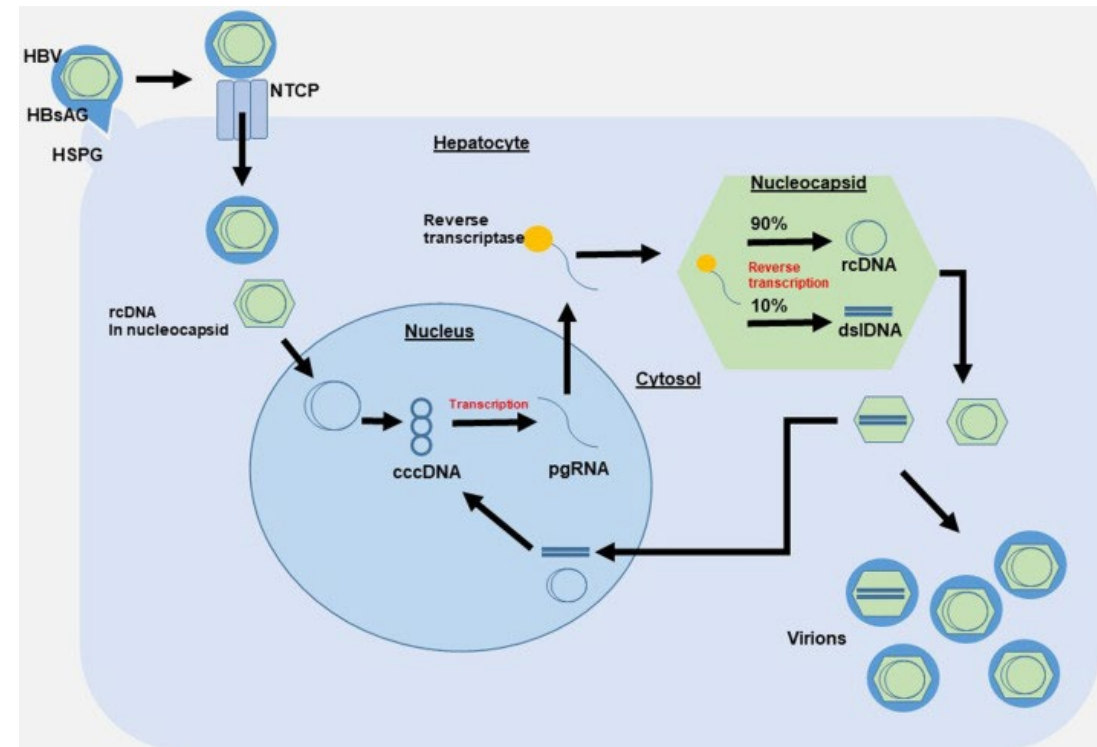 HBV
HBsAG
HSPG
NTCP
Hepatocyte
Reverse
transcriptase
Nucleocapsid
90%
rcDNA
Reverse
transcription
10%
dslDNA
rcDNA
In nucleocapsid
Nucleus
Cytosol
Transcription
cccDNA
pgRNA
Virions